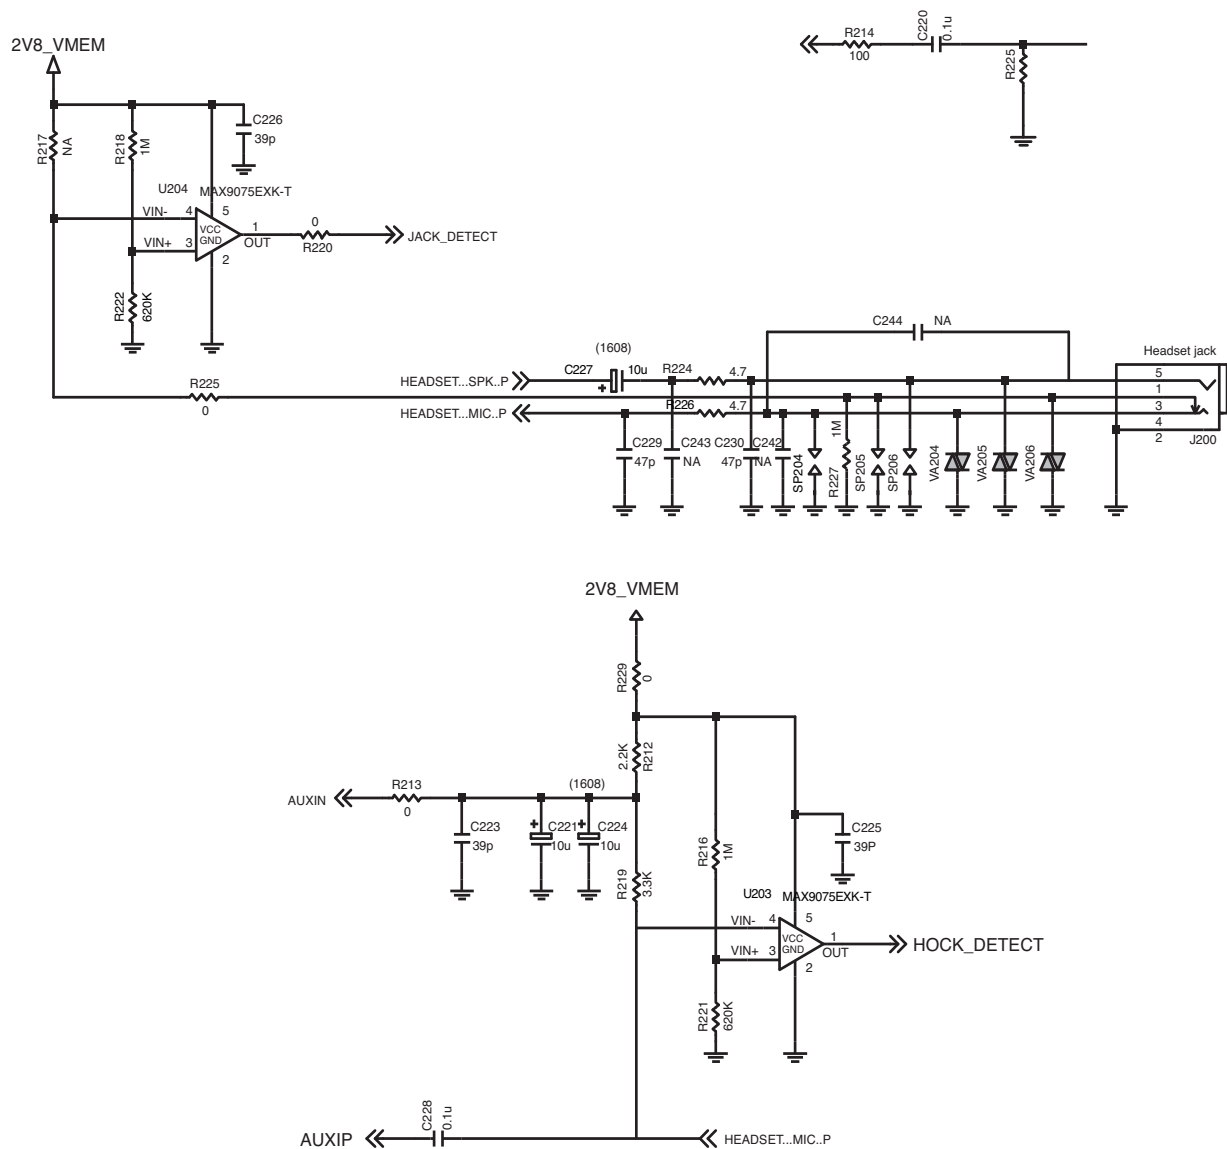 2V8_VMEM
R217
NA
R218
1M
C226
39p
U204
MAX9075EXK-T
VIN-
4
5
VCC
GND
1
OUT
VIN+
3
2
0
R220
JACK_DETECT
R222
620K
R225
0
R214
100
C220
0.1u
R225
C244
NA
(1608)
C227
+
10u
R224
4.7
HEADSET...SPK..P
HEADSET...MIC..P
R226
4.7
C229
47p
C243
NA
C230
47p
C242
NA
SP204
1M
R227
SP205
SP206
VA204
VA205
VA206
Headset jack
5
1
3
4
2
J200
2V8_VMEM
R229
0
2.2K
R212
AUXIN
R213
0
(1608)
C223
39p
+
C221
10u
+
C224
10u
R219
3.3K
R216
1M
C225
39P
U203
MAX9075EXK-T
VIN-
4
5
VCC
GND
1
OUT
VIN+
3
2
HOCK_DETECT
R221
620K
AUXIP
C228
0.1u
HEADSET...MIC..P